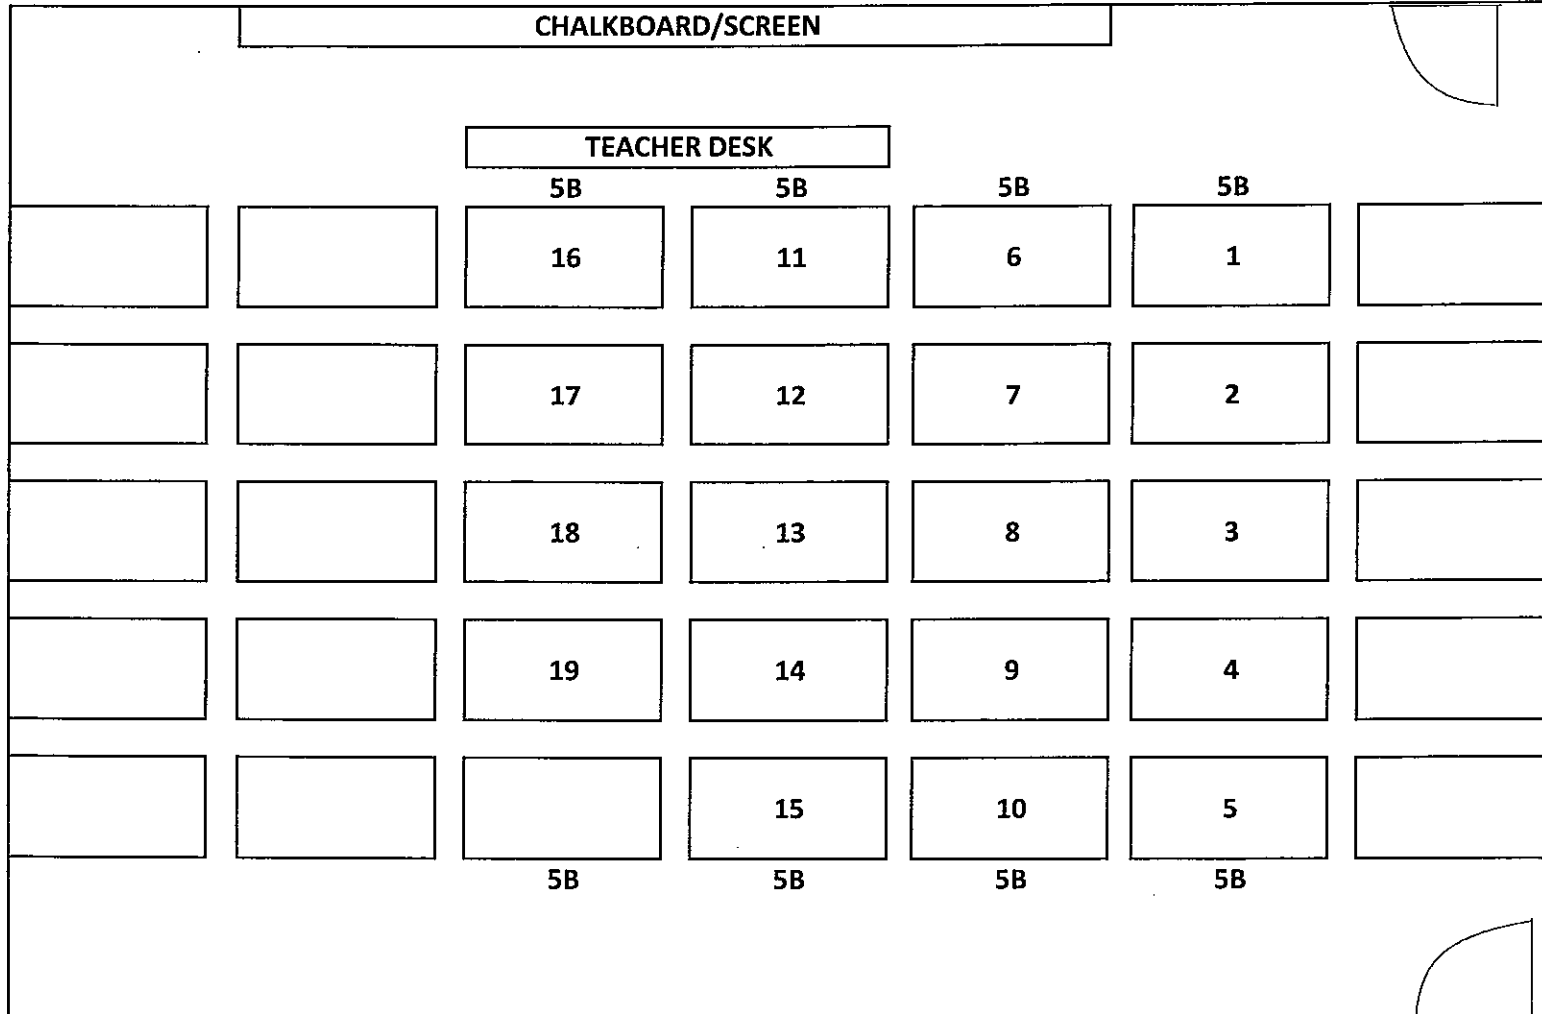 CHALKBOARD/SCREEN
TEACHER DESK
5B 5B 5B 5B
16 11 6 1
17 12 7 2
18 13 8 3
19 14 9 4
15 10 5
5B 5B 5B 5B